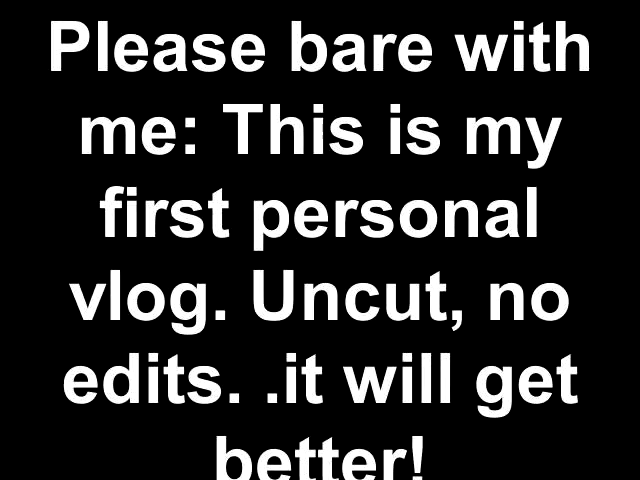 Please bare with
me: This is my
first personal
vlog. Uncut, no
edits. .it will get
better!